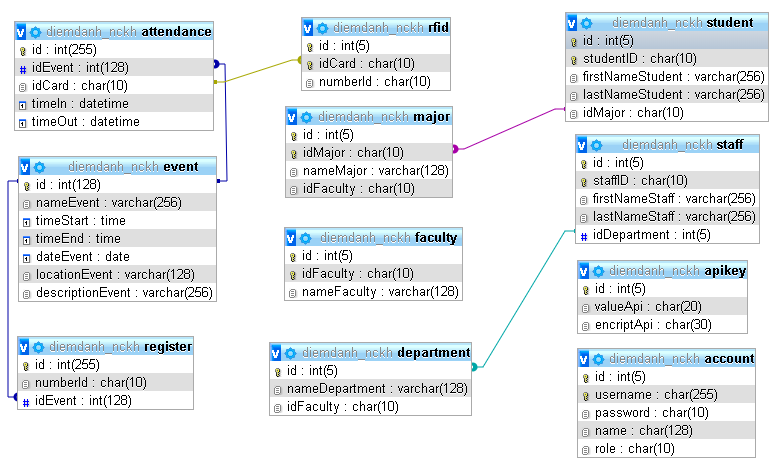 diemdanh_nckh attendance
id : int(255)
idEvent : int(128)
idCard : char(10)
timeIn : datetime
timeOut : datetime
diemdanh_nckh rfid
id : int(5)
idCard : char(10)
numberId : char(10)
diemdanh_nckh student
id : int(5)
studentID : char(10)
firstNameStudent : varchar(256)
lastNameStudent : varchar(256)
idMajor : char(10)
diemdanh_nckh major
id : int(5)
idMajor : char(10)
nameMajor : varchar(128)
idFaculty : char(10)
diemdanh_nckh staff
id : int(5)
staffID : char(10)
firstNameStaff : varchar(256)
lastNameStaff : varchar(256)
idDepartment : int(5)
diemdanh_nckh event
id : int(128)
nameEvent : varchar(256)
timeStart : time
timeEnd : time
dateEvent : date
locationEvent : varchar(128)
descriptionEvent : varchar(256)
diemdanh_nckh faculty
id : int(5)
idFaculty : char(10)
nameFaculty : varchar(128)
diemdanh_nckh apikey
id : int(5)
valueApi : char(20)
encriptApi : char(30)
diemdanh_nckh register
id : int(255)
numberId : char(10)
idEvent : int(128)
diemdanh_nckh department
id : int(5)
nameDepartment : varchar(128)
idFaculty : char(10)
diemdanh_nckh account
id : int(5)
username : char(255)
password : char(10)
name : char(128)
role : char(10)